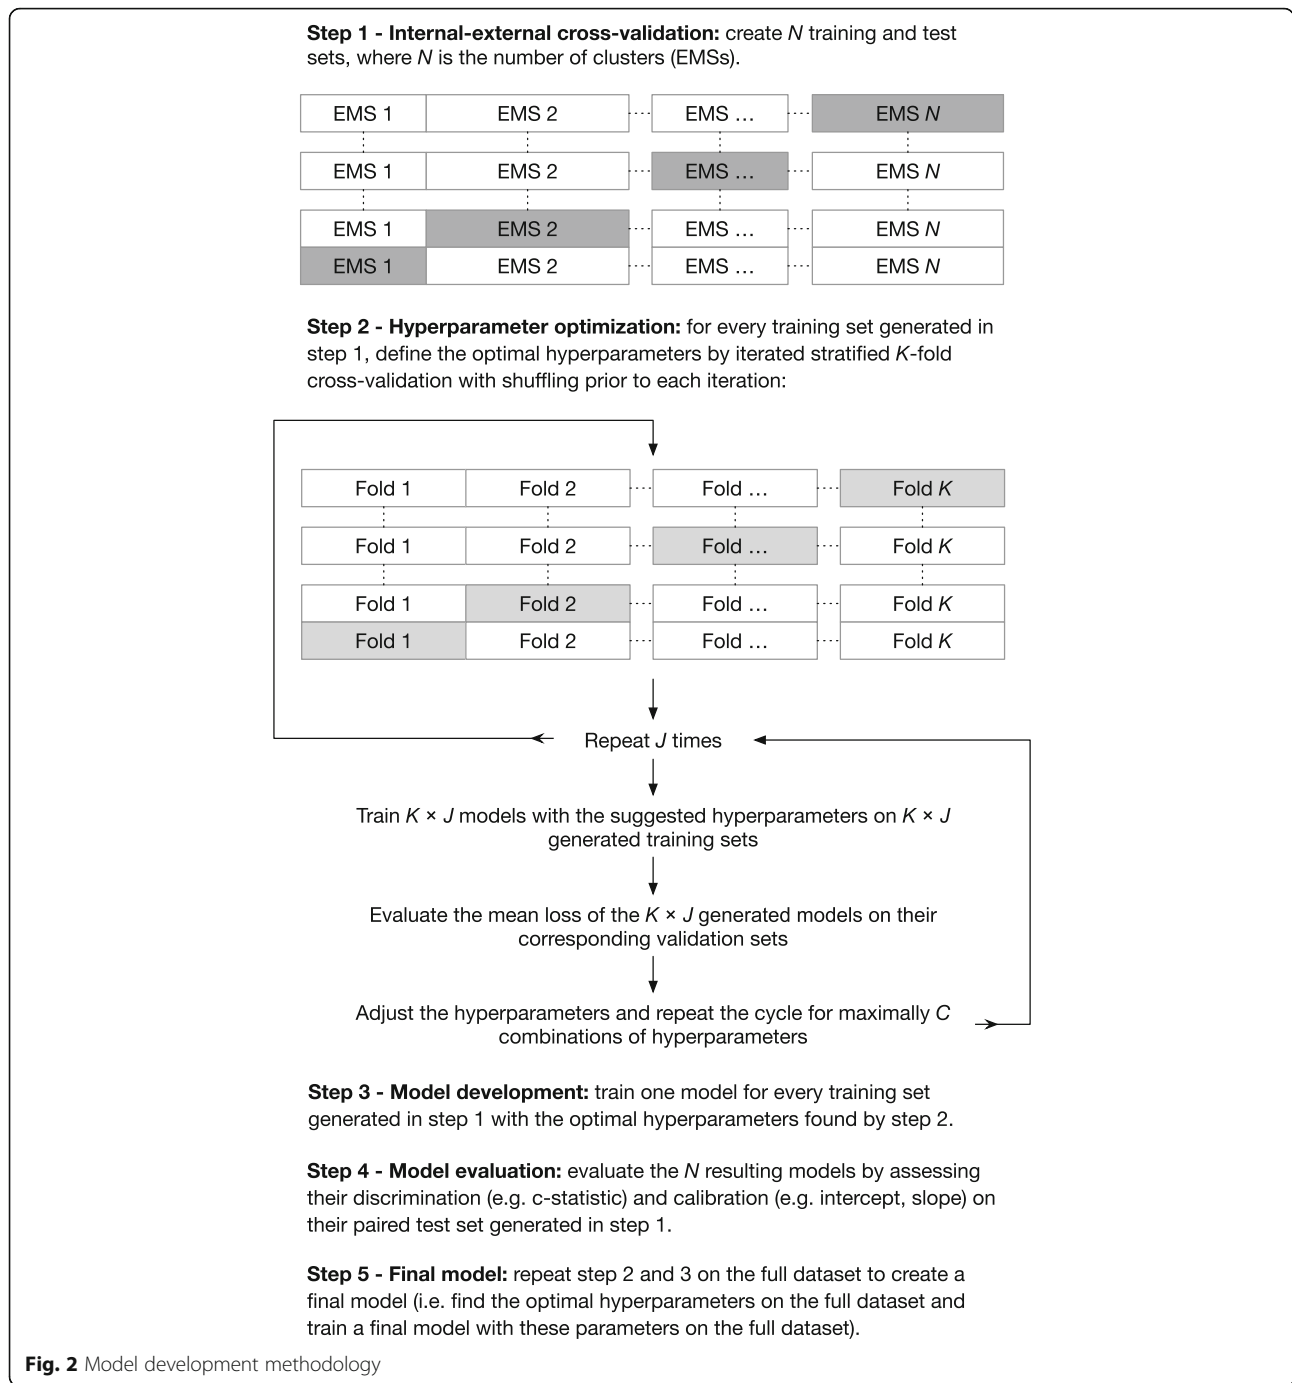 Step 1 - Internal-external cross-validation: create N training and test
sets, where N is the number of clusters (EMSs).
EMS 1 EMS 2 EMS ... EMS N
EMS 1 EMS 2 EMS ... EMS N
EMS 1 EMS 2 EMS ... EMS N
EMS 1 EMS 2 EMS ... EMS N
Step 2 - Hyperparameter optimization: for every training set generated in
step 1, define the optimal hyperparameters by iterated stratified K-fold
cross-validation with shuffling prior to each iteration:
Fold 1 Fold 2 Fold ... Fold K
Fold 1 Fold 2 Fold ... Fold K
Fold 1 Fold 2 Fold ... Fold K
Fold 1 Fold 2 Fold ... Fold K
Repeat J times
Train K × J models with the suggested hyperparameters on K × J
generated training sets
Evaluate the mean loss of the K × J generated models on their
corresponding validation sets
Adjust the hyperparameters and repeat the cycle for maximally C
combinations of hyperparameters
Step 3 - Model development: train one model for every training set
generated in step 1 with the optimal hyperparameters found by step 2.
Step 4 - Model evaluation: evaluate the N resulting models by assessing
their discrimination (e.g. c-statistic) and calibration (e.g. intercept, slope) on
their paired test set generated in step 1.
Step 5 - Final model: repeat step 2 and 3 on the full dataset to create a
final model (i.e. find the optimal hyperparameters on the full dataset and
train a final model with these parameters on the full dataset).
Fig. 2 Model development methodology